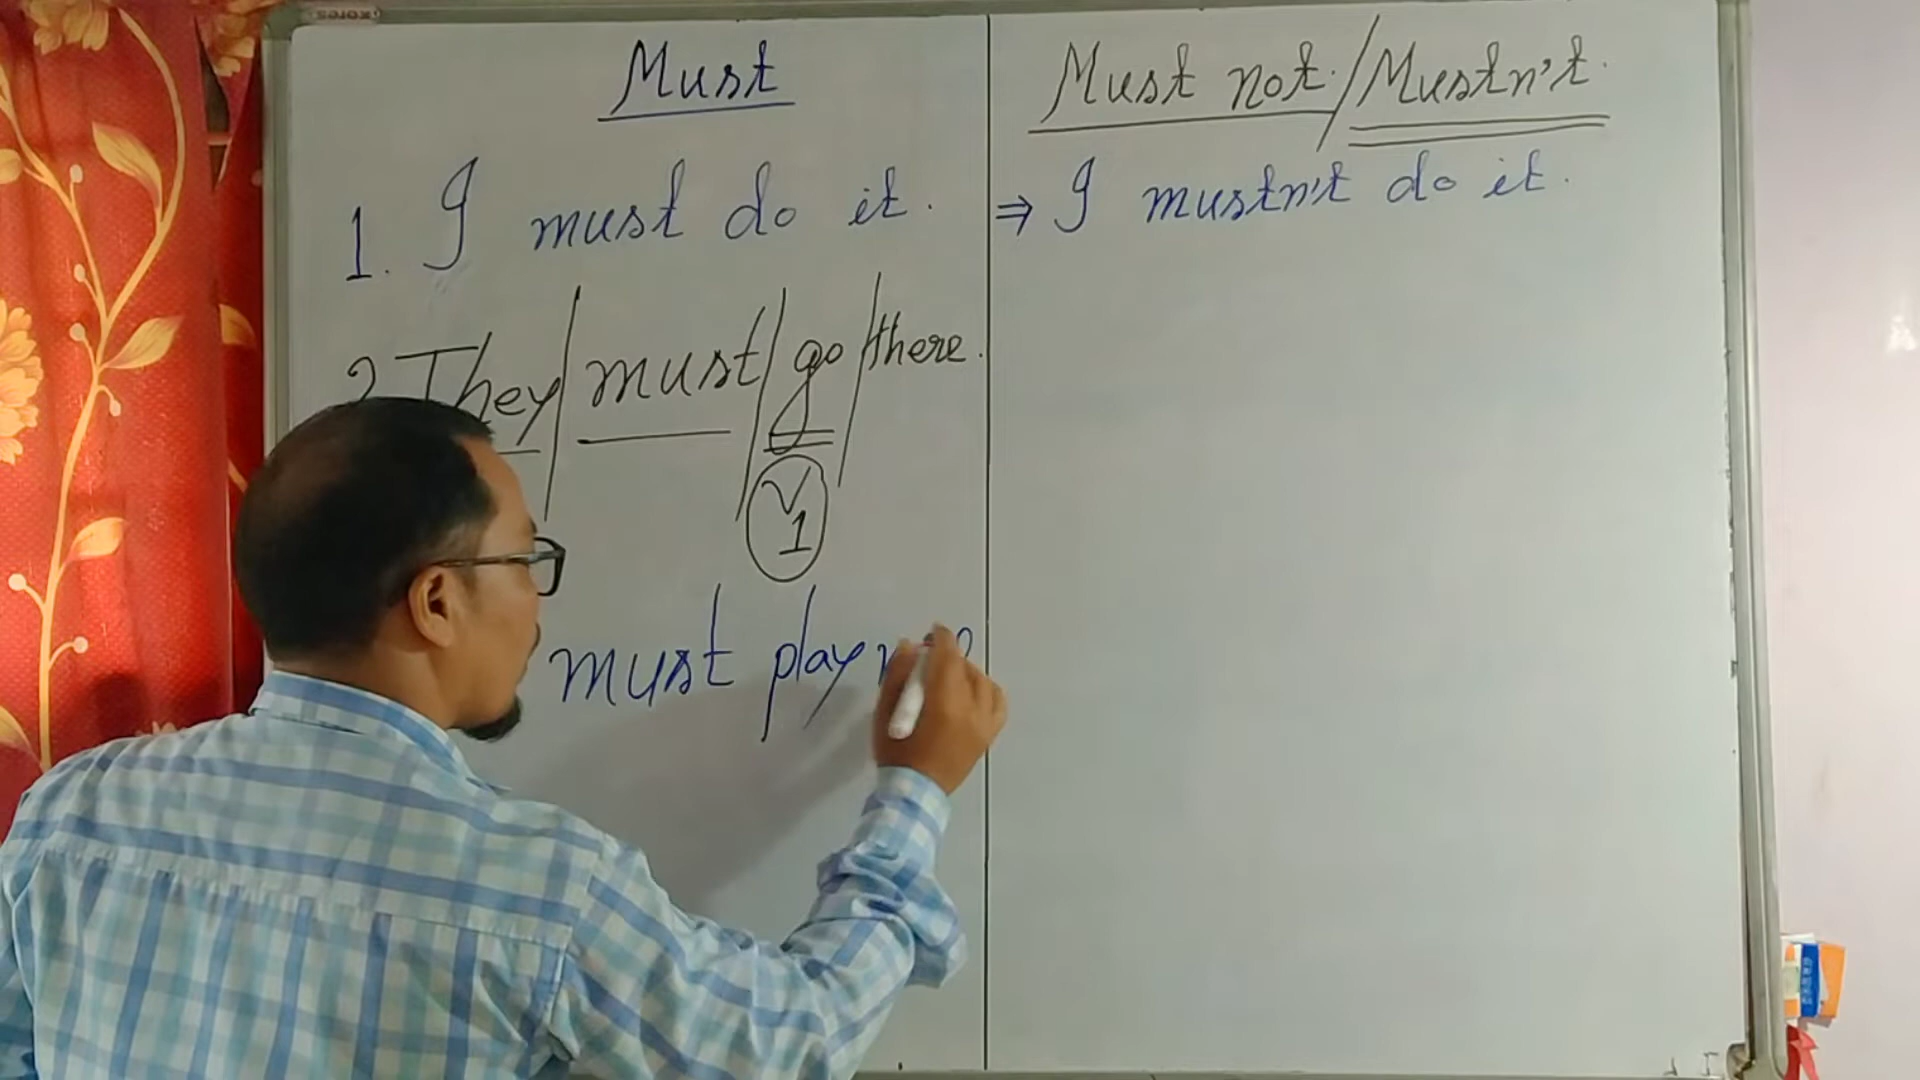 Must
Must not / Mustn't.
1. I must do it.
⇒ I mustn't do it.
2. They / must / go / there.
V1
must play